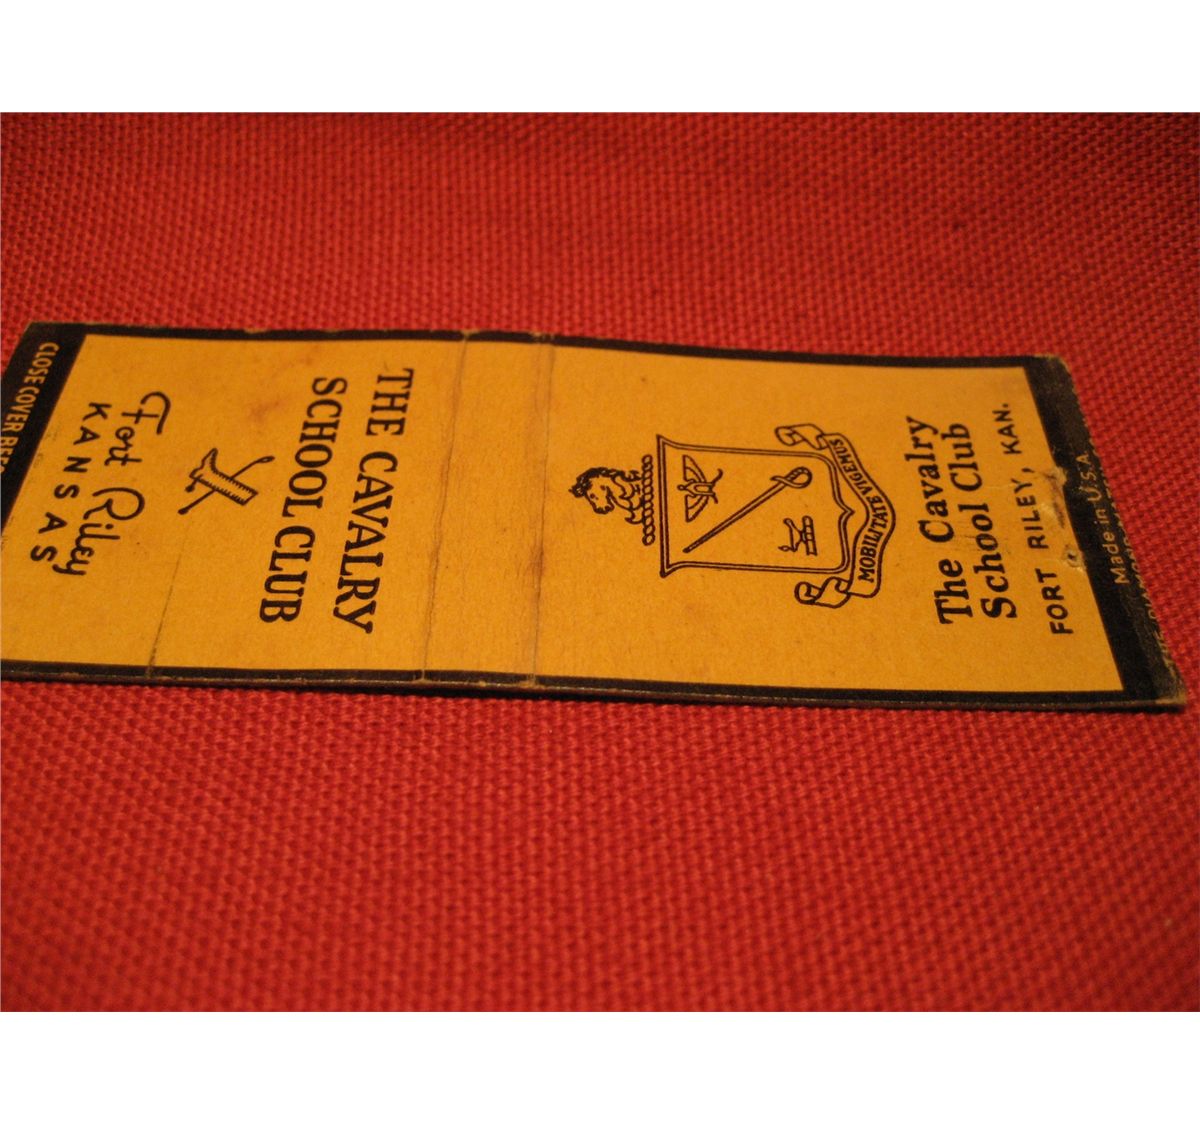 CLOSE COVER
Fort Riley
KANSAS
THE CAVALRY
SCHOOL CLUB
MOBILITATE VIGEMUS
The Cavalry
School Club
FORT RILEY, KAN.
Made in U.S.A.